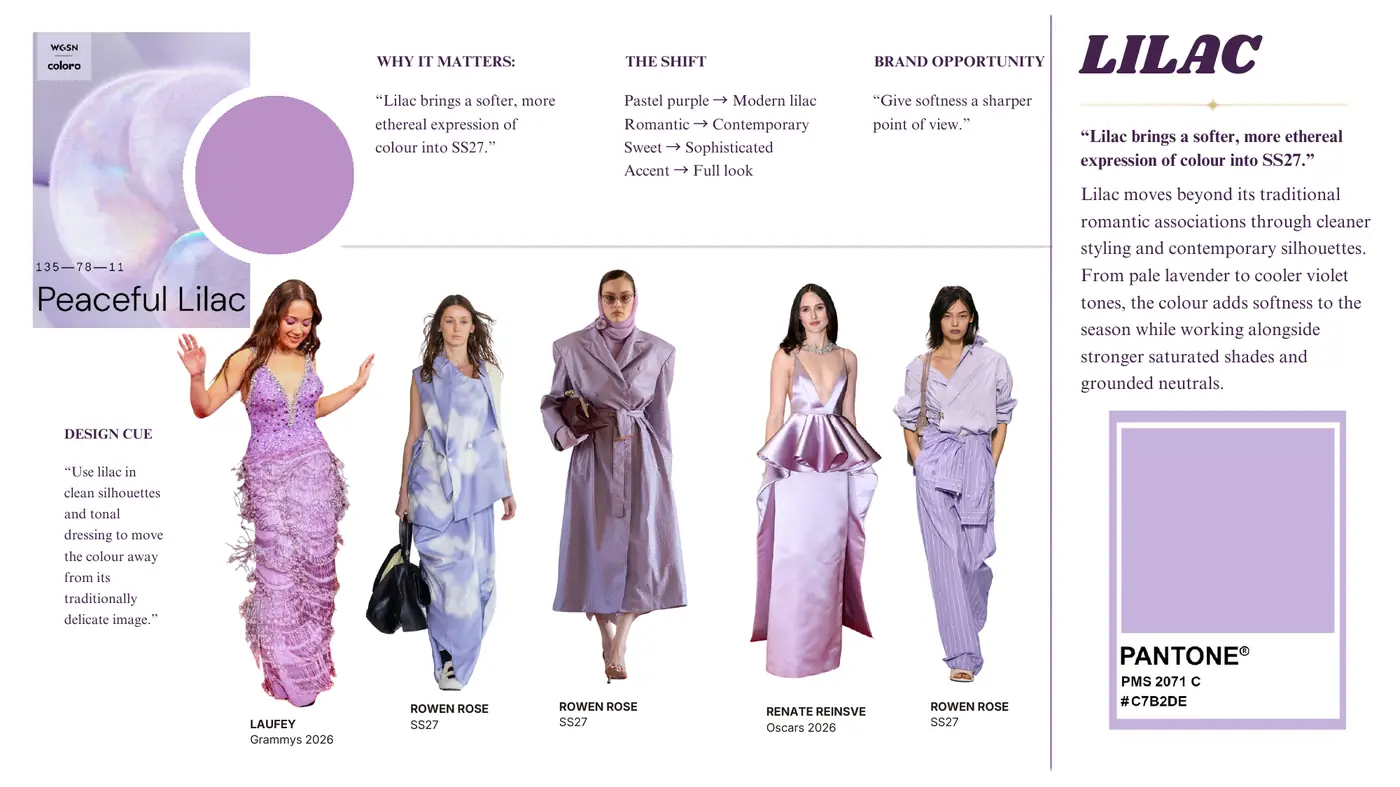 WGSN
coloro
135—78—11
Peaceful Lilac
WHY IT MATTERS:
“Lilac brings a softer, more
ethereal expression of
colour into SS27.”
THE SHIFT
Pastel purple → Modern lilac
Romantic → Contemporary
Sweet → Sophisticated
Accent → Full look
BRAND OPPORTUNITY
“Give softness a sharper
point of view.”
DESIGN CUE
“Use lilac in
clean silhouettes
and tonal
dressing to move
the colour away
from its
traditionally
delicate image.”
LAUFEY
Grammys 2026
ROWEN ROSE
SS27
ROWEN ROSE
SS27
RENATE REINSVE
Oscars 2026
ROWEN ROSE
SS27
LILAC
“Lilac brings a softer, more ethereal
expression of colour into SS27.”
Lilac moves beyond its traditional
romantic associations through cleaner
styling and contemporary silhouettes.
From pale lavender to cooler violet
tones, the colour adds softness to the
season while working alongside
stronger saturated shades and
grounded neutrals.
PANTONE®
PMS 2071 C
#C7B2DE